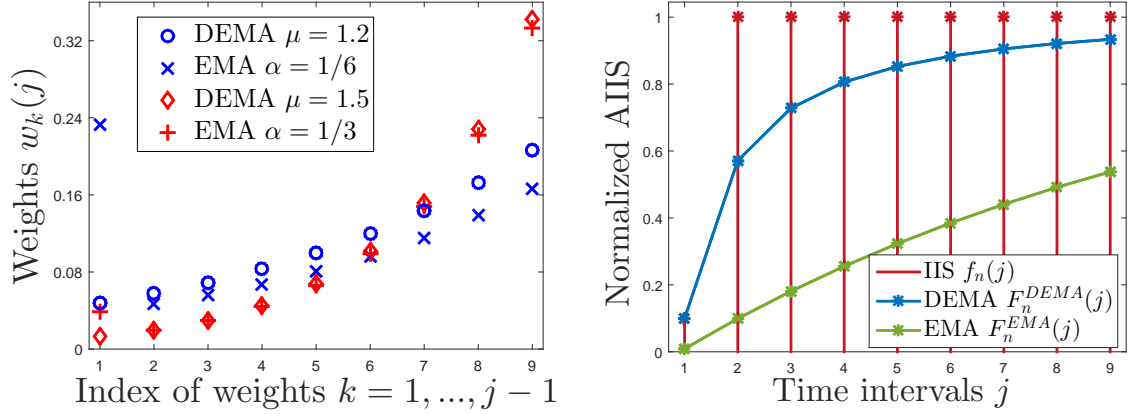 Weights w_k(j)
0.32
0.24
0.16
0.08
0
DEMA μ = 1.2
EMA α = 1/6
DEMA μ = 1.5
EMA α = 1/3
1 2 3 4 5 6 7 8 9
Index of weights k = 1, ..., j − 1
Normalized AIIS
1
0.8
0.6
0.4
0.2
0
IIS f_n(j)
DEMA F_n^{DEMA}(j)
EMA F_n^{EMA}(j)
1 2 3 4 5 6 7 8 9
Time intervals j